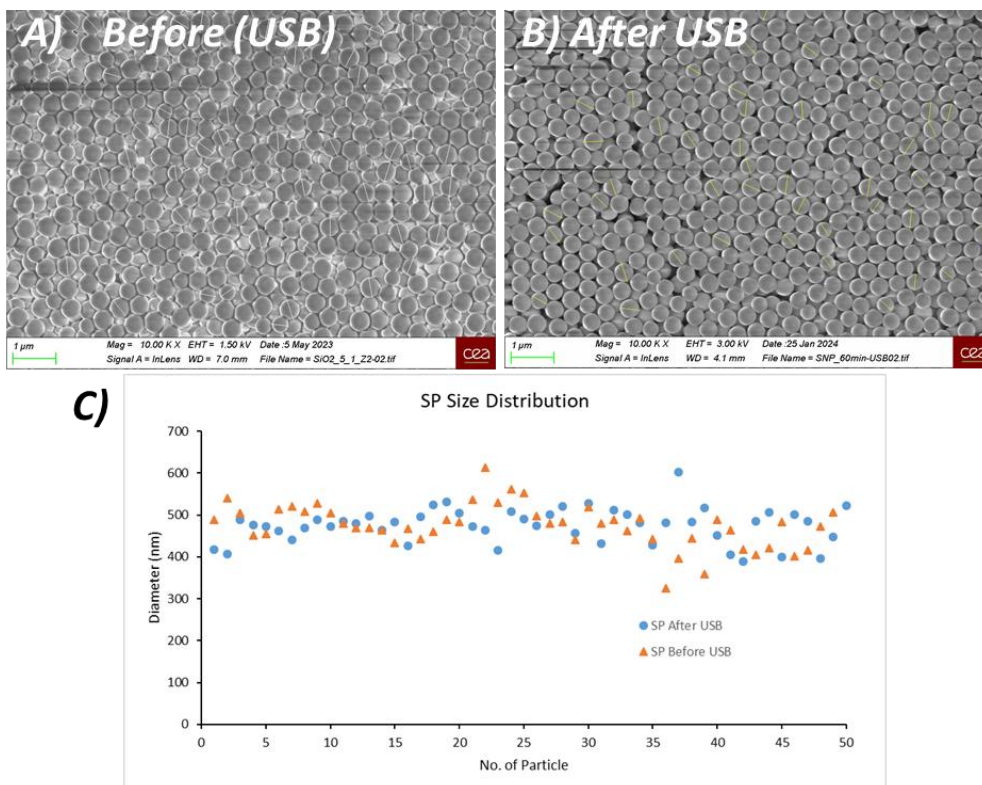 A) Before (USB)
B) After USB
1 µm
Mag = 10.00 K X EHT = 1.50 kV Date :5 May 2023
Signal A = InLens WD = 7.0 mm File Name = SiO2_5_1_Z2-02.tif
cea
1 µm
Mag = 10.00 K X EHT = 3.00 kV Date :25 Jan 2024
Signal A = InLens WD = 4.1 mm File Name = SNP_60min-USB02.tif
cea
C)
SP Size Distribution
700
600
500
400
300
200
100
0
Diameter (nm)
SP After USB
SP Before USB
0 5 10 15 20 25 30 35 40 45 50
No. of Particle